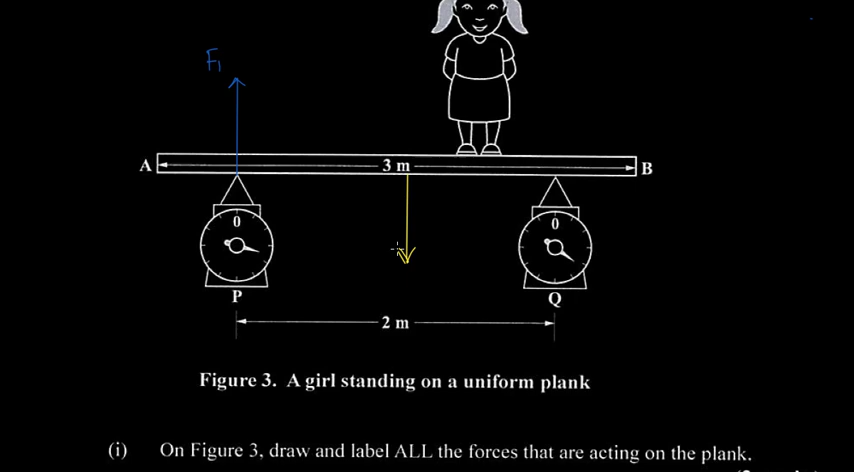 F1
A 3 m B
0 0
P Q
2 m
Figure 3. A girl standing on a uniform plank
(i) On Figure 3, draw and label ALL the forces that are acting on the plank.